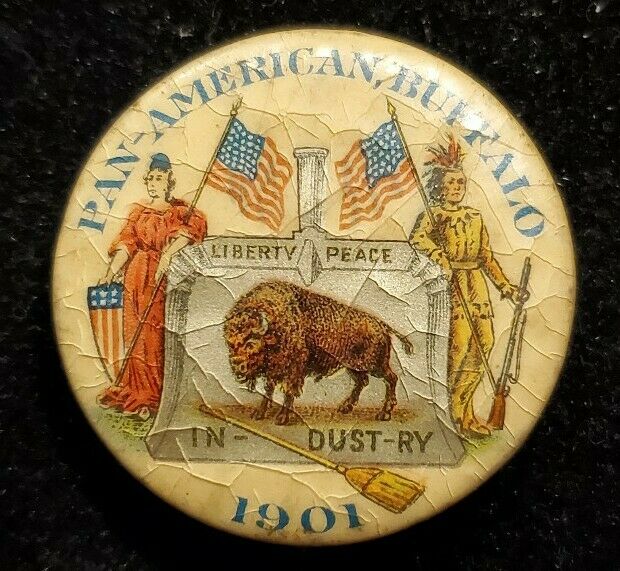 PAN-AMERICAN, BUFFALO
LIBERTY PEACE
IN- DUST-RY
1901